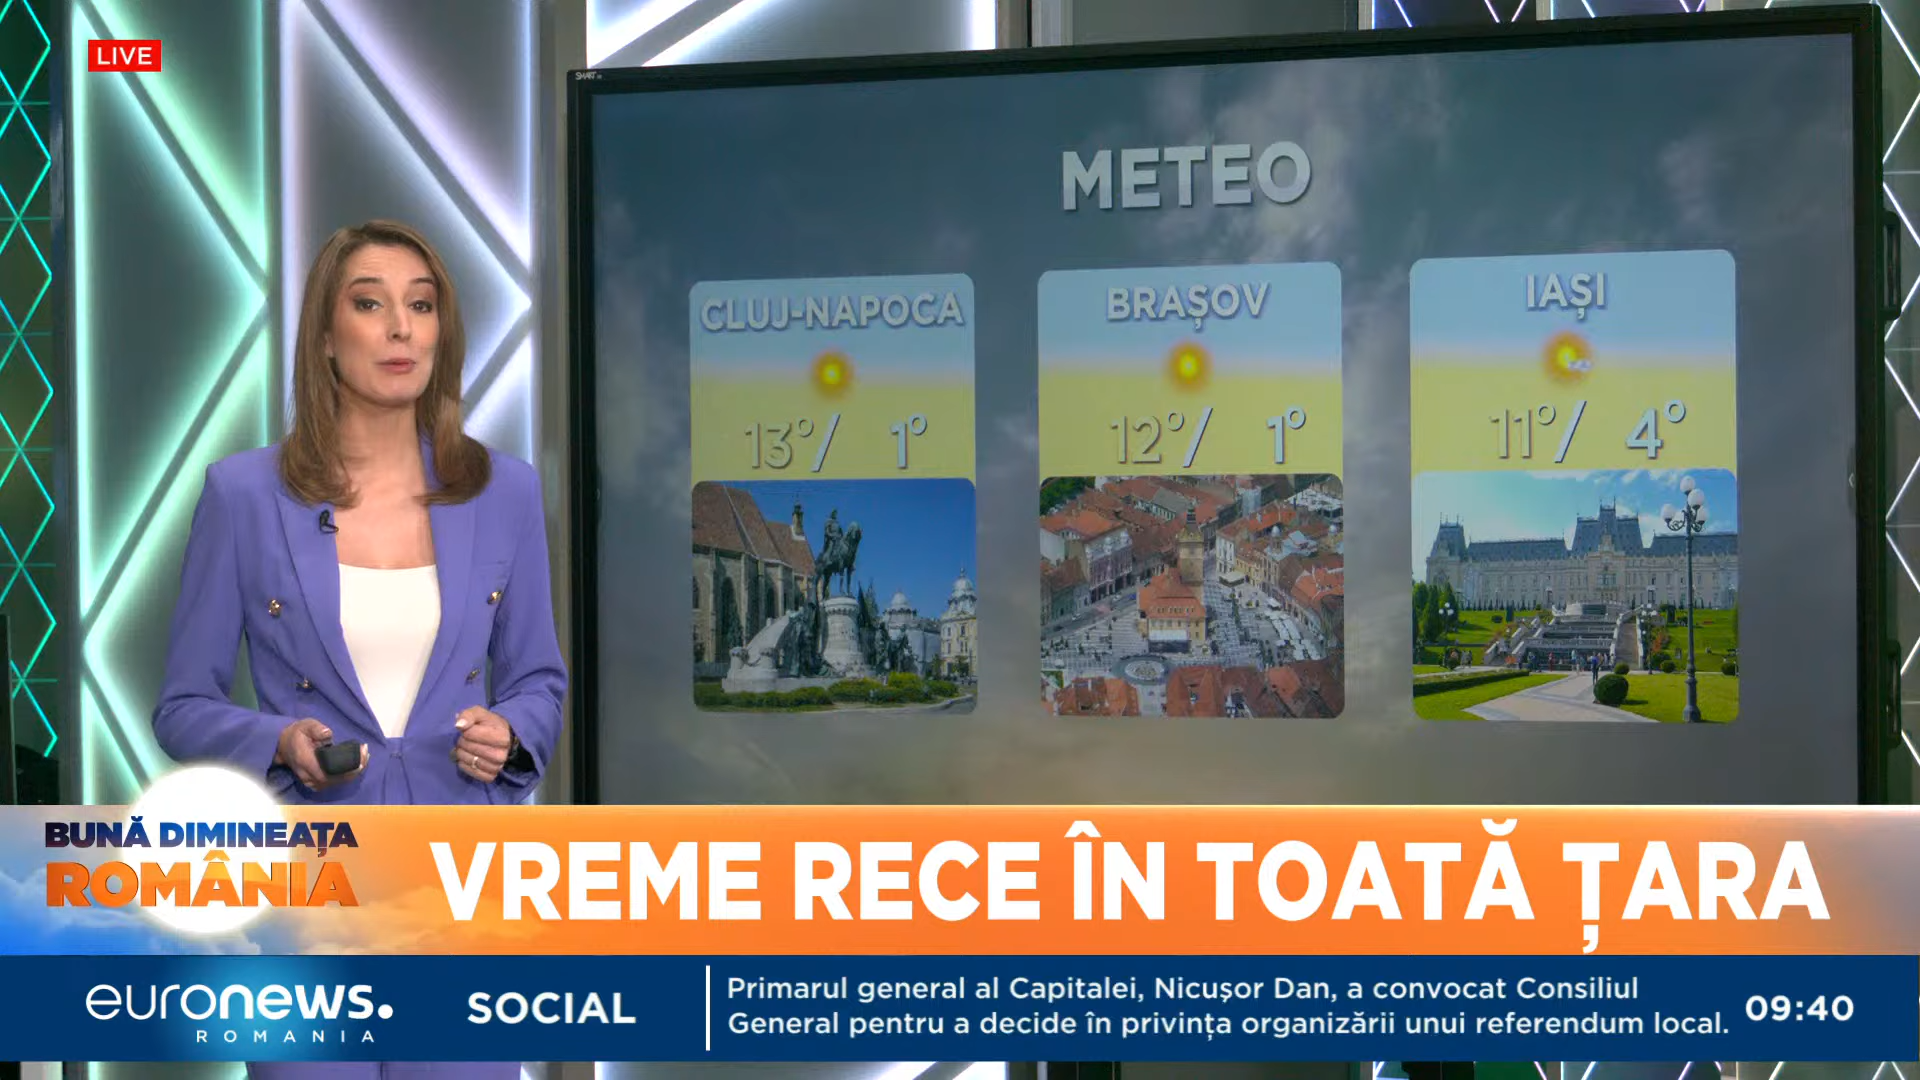 LIVE
SMART
METEO
CLUJ-NAPOCA
13°/ 1°
BRAȘOV
12°/ 1°
IAȘI
11°/ 4°
BUNĂ DIMINEAȚA
ROMÂNIA
VREME RECE ÎN TOATĂ ȚARA
euronews.
ROMANIA
SOCIAL
Primarul general al Capitalei, Nicușor Dan, a convocat Consiliul
General pentru a decide în privința organizării unui referendum local.
09:40